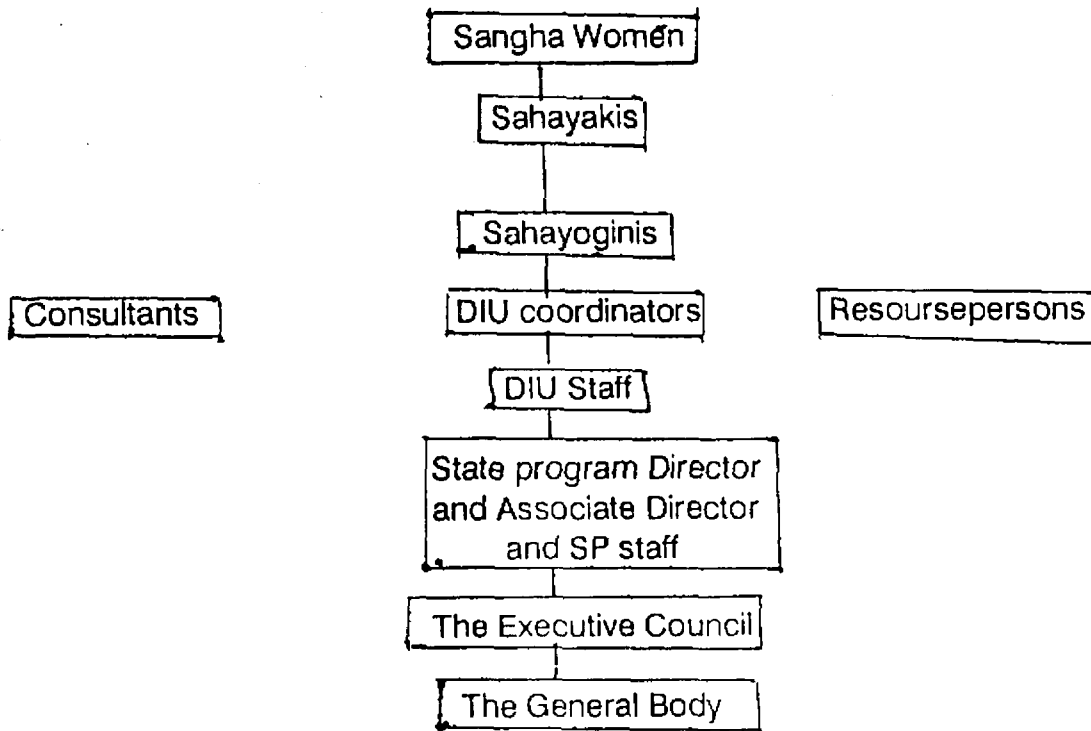 Sangha Women
Sahayakis
Sahayoginis
Consultants
DIU coordinators
Resoursepersons
DIU Staff
State program Director
and Associate Director
and SP staff
The Executive Council
The General Body